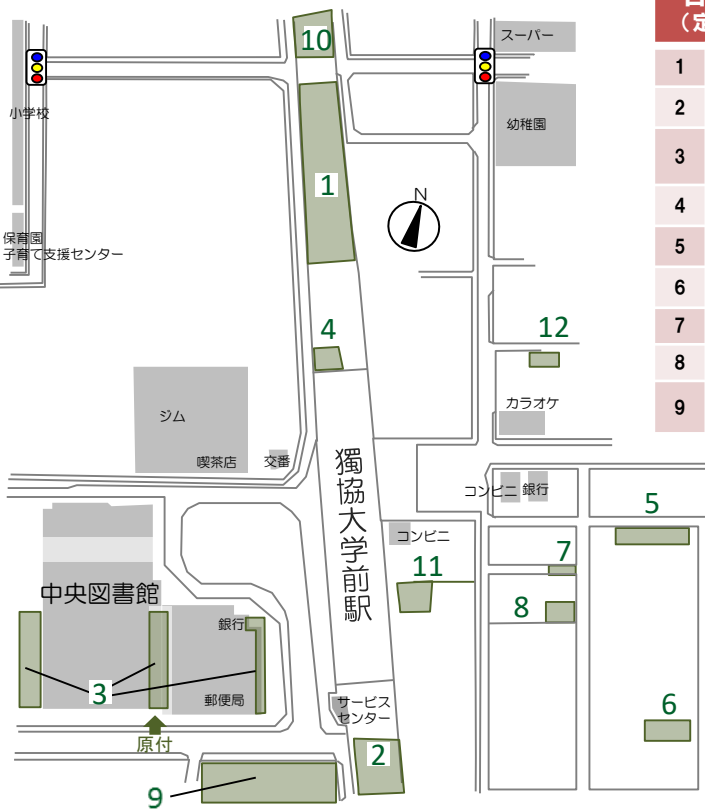 10
スーパー
小学校
幼稚園
1
N
保育園
子育て支援センター
4
12
ジム
カラオケ
喫茶店
交番
獨協大学前駅
コンビニ
銀行
5
コンビニ
7
11
中央図書館
8
銀行
3
郵便局
サービス
センター
6
原付
2
9
(定
1
2
3
4
5
6
7
8
9